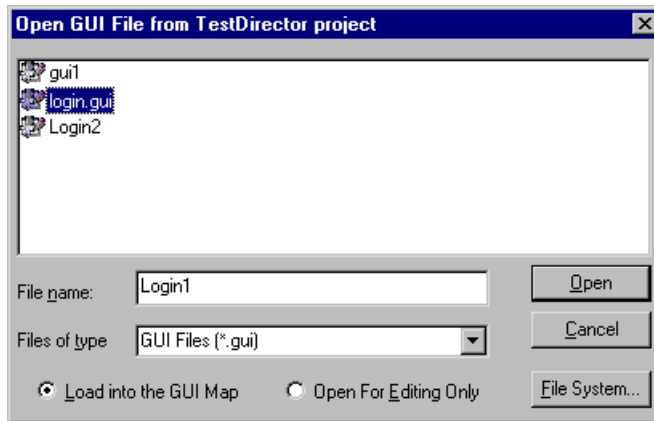 Open GUI File from TestDirector project
gui1
login.gui
Login2
File name:
Login1
Open
Files of type
GUI Files (*.gui)
Cancel
Load into the GUI Map
Open For Editing Only
File System...